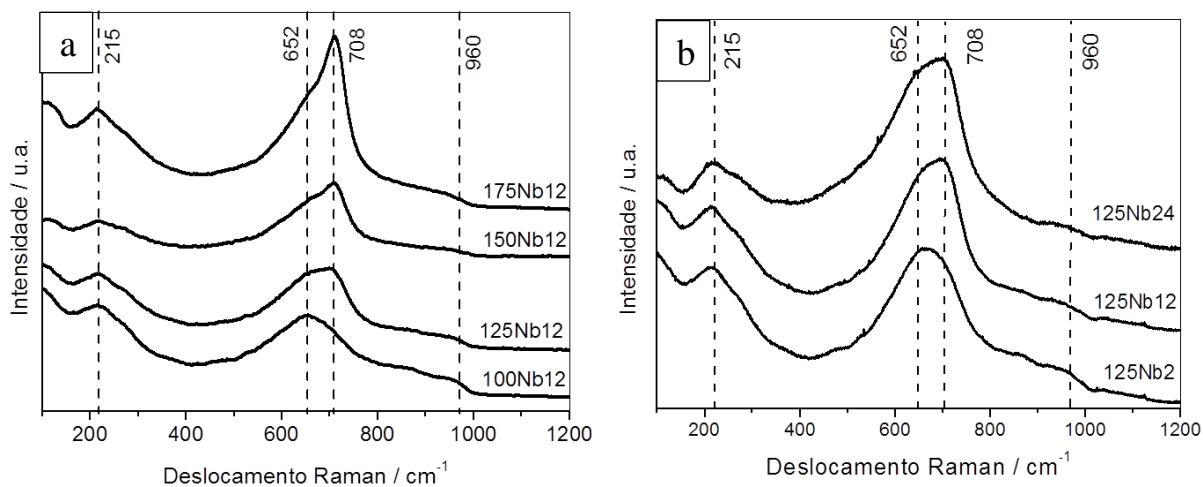 a
215
652
708
960
175Nb12
150Nb12
125Nb12
100Nb12
Intensidade / u.a.
200 400 600 800 1000 1200
Deslocamento Raman / cm⁻¹
b
215
652
708
960
125Nb24
125Nb12
125Nb2
Intensidade / u.a.
200 400 600 800 1000 1200
Deslocamento Raman / cm⁻¹